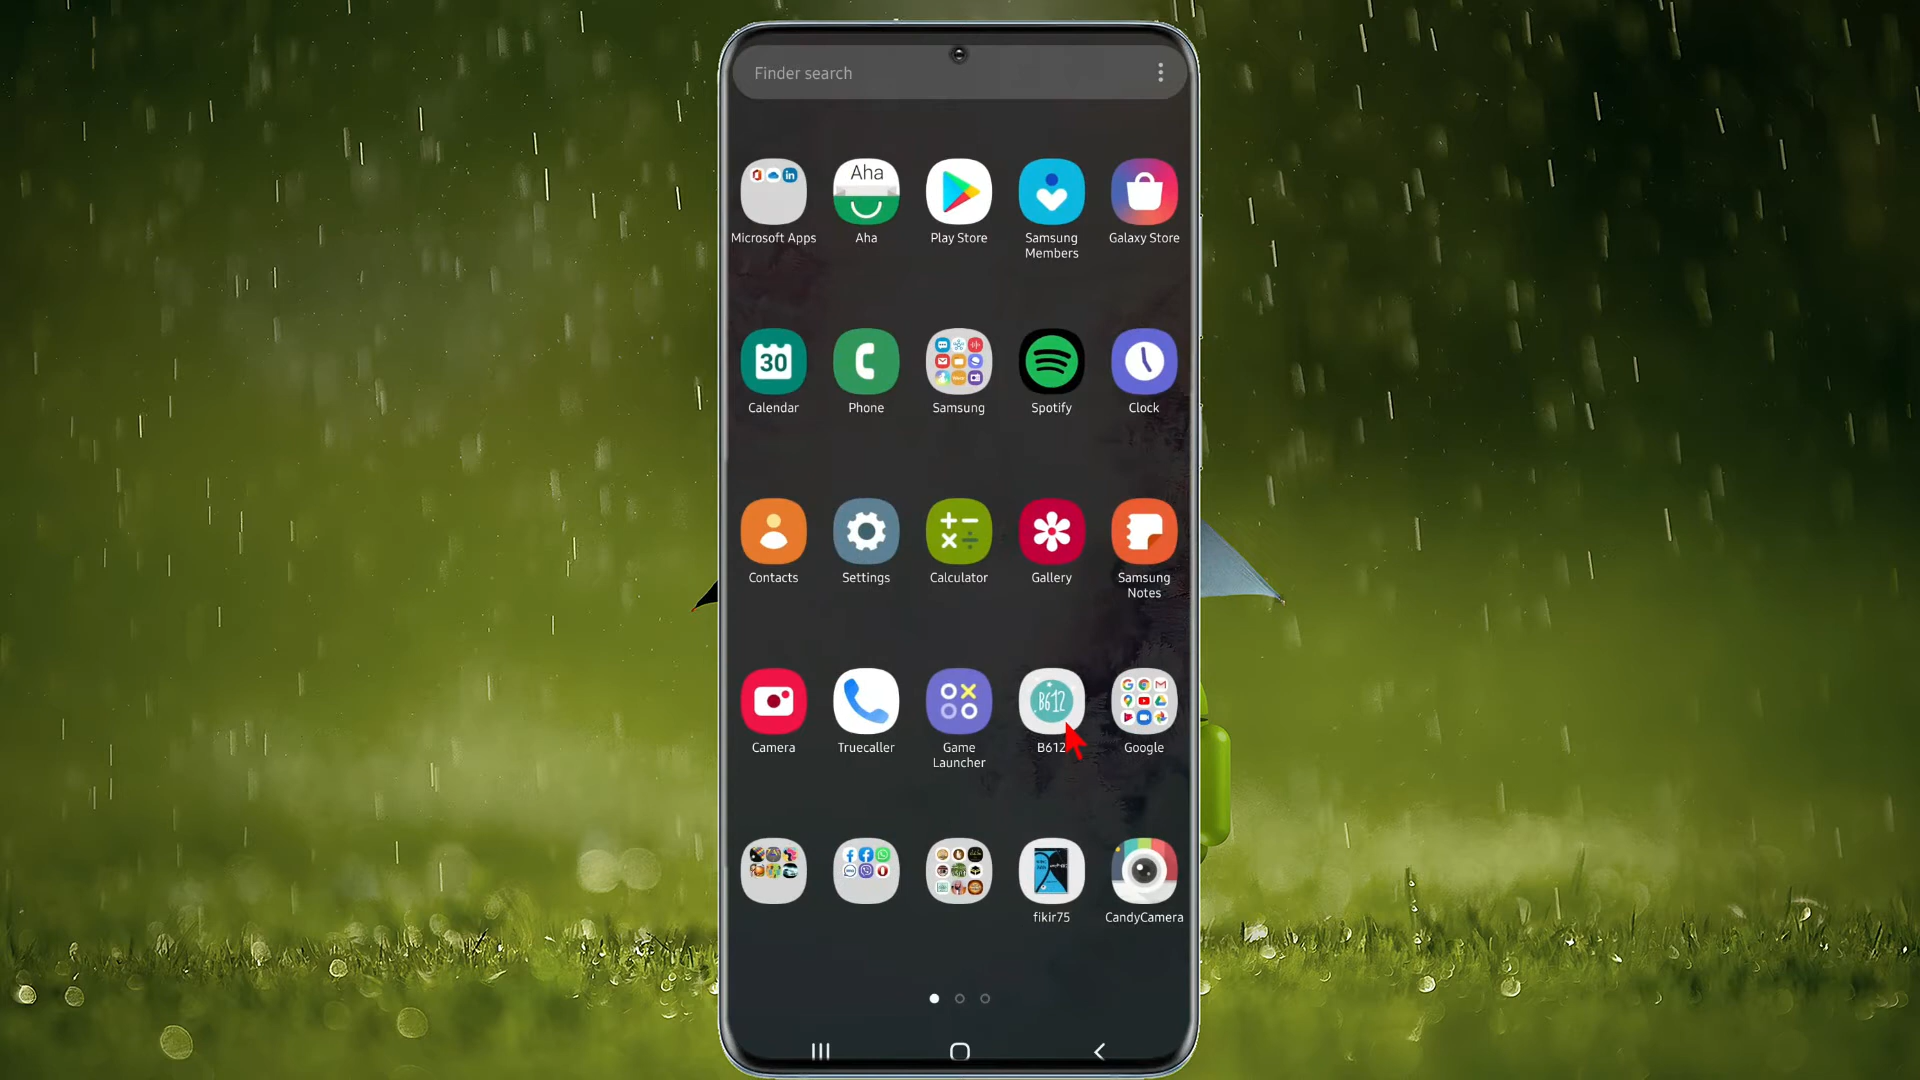 Finder search
Aha
Microsoft Apps
Aha
Play Store
Samsung
Members
Galaxy Store
30
Calendar
Phone
Samsung
Spotify
Clock
Contacts
Settings
Calculator
Gallery
Samsung
Notes
B612
Camera
Truecaller
Game
Launcher
B612
Google
fikir75
CandyCamera